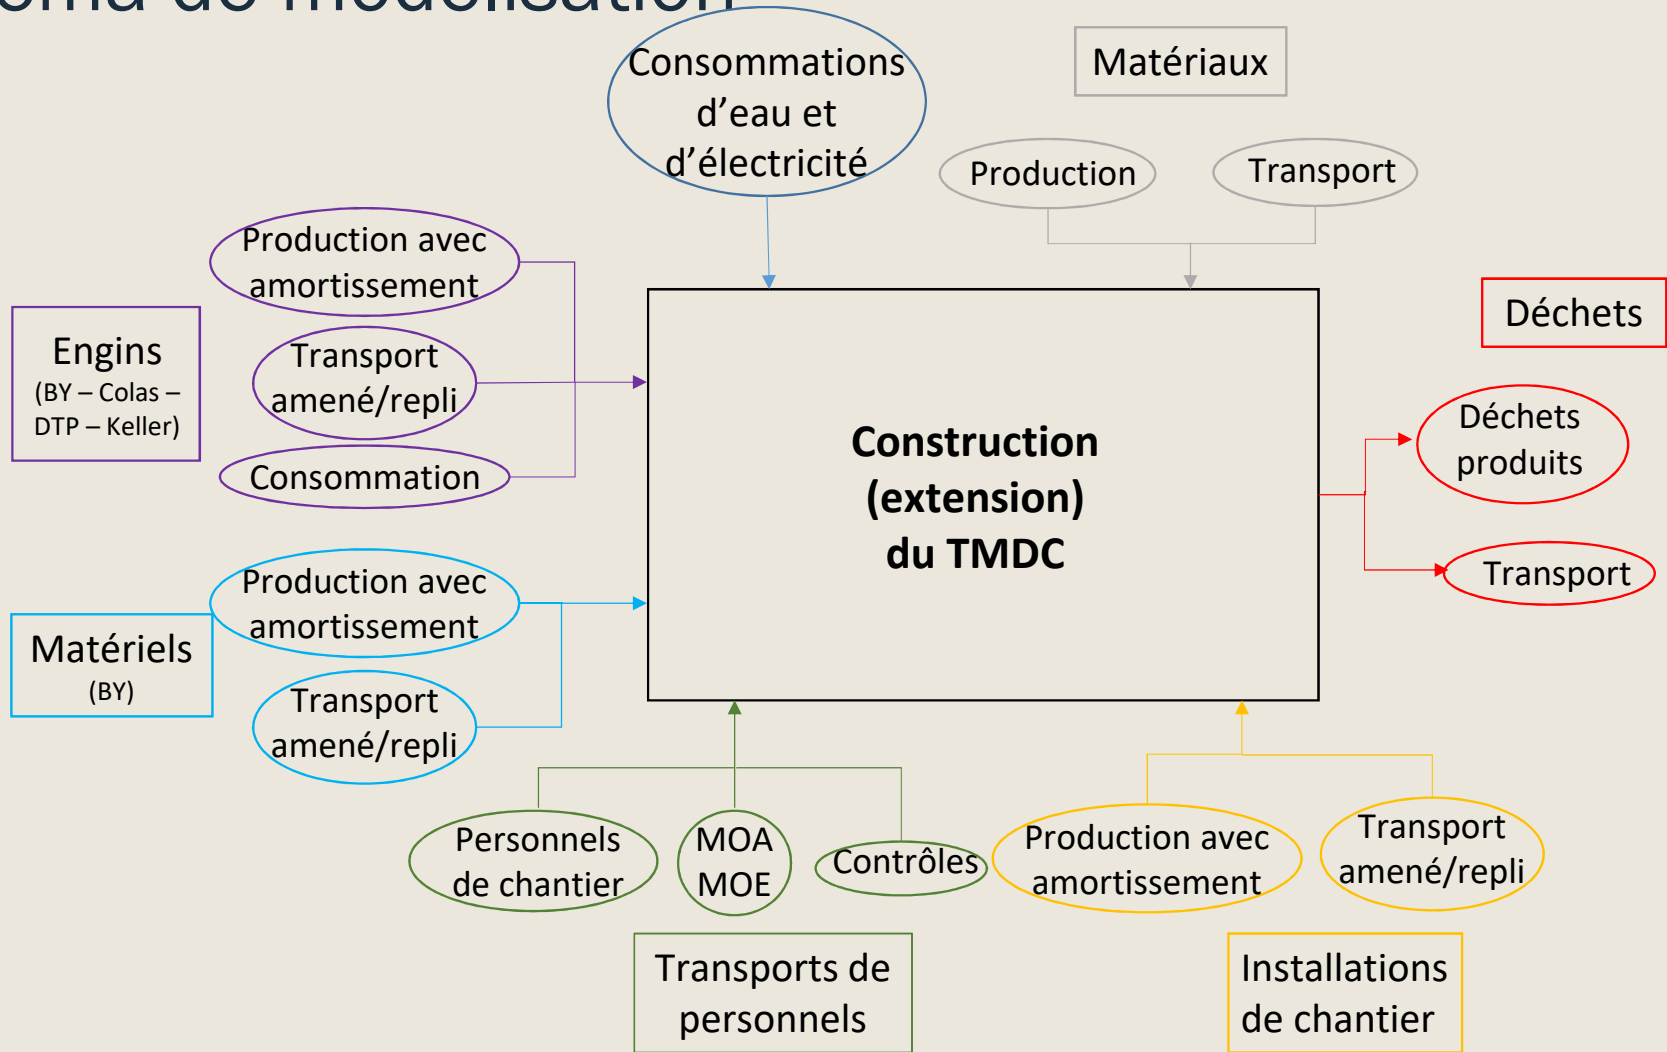 de modélisation
Consommations
d’eau et
d’électricité
Matériaux
Production
Transport
Production avec
amortissement
Engins
(BY – Colas –
DTP – Keller)
Transport
amené/repli
Consommation
Construction
(extension)
du TMDC
Déchets
Déchets
produits
Transport
Production avec
amortissement
Matériels
(BY)
Transport
amené/repli
Personnels
de chantier
MOA
MOE
Contrôles
Production avec
amortissement
Transport
amené/repli
Transports de
personnels
Installations
de chantier